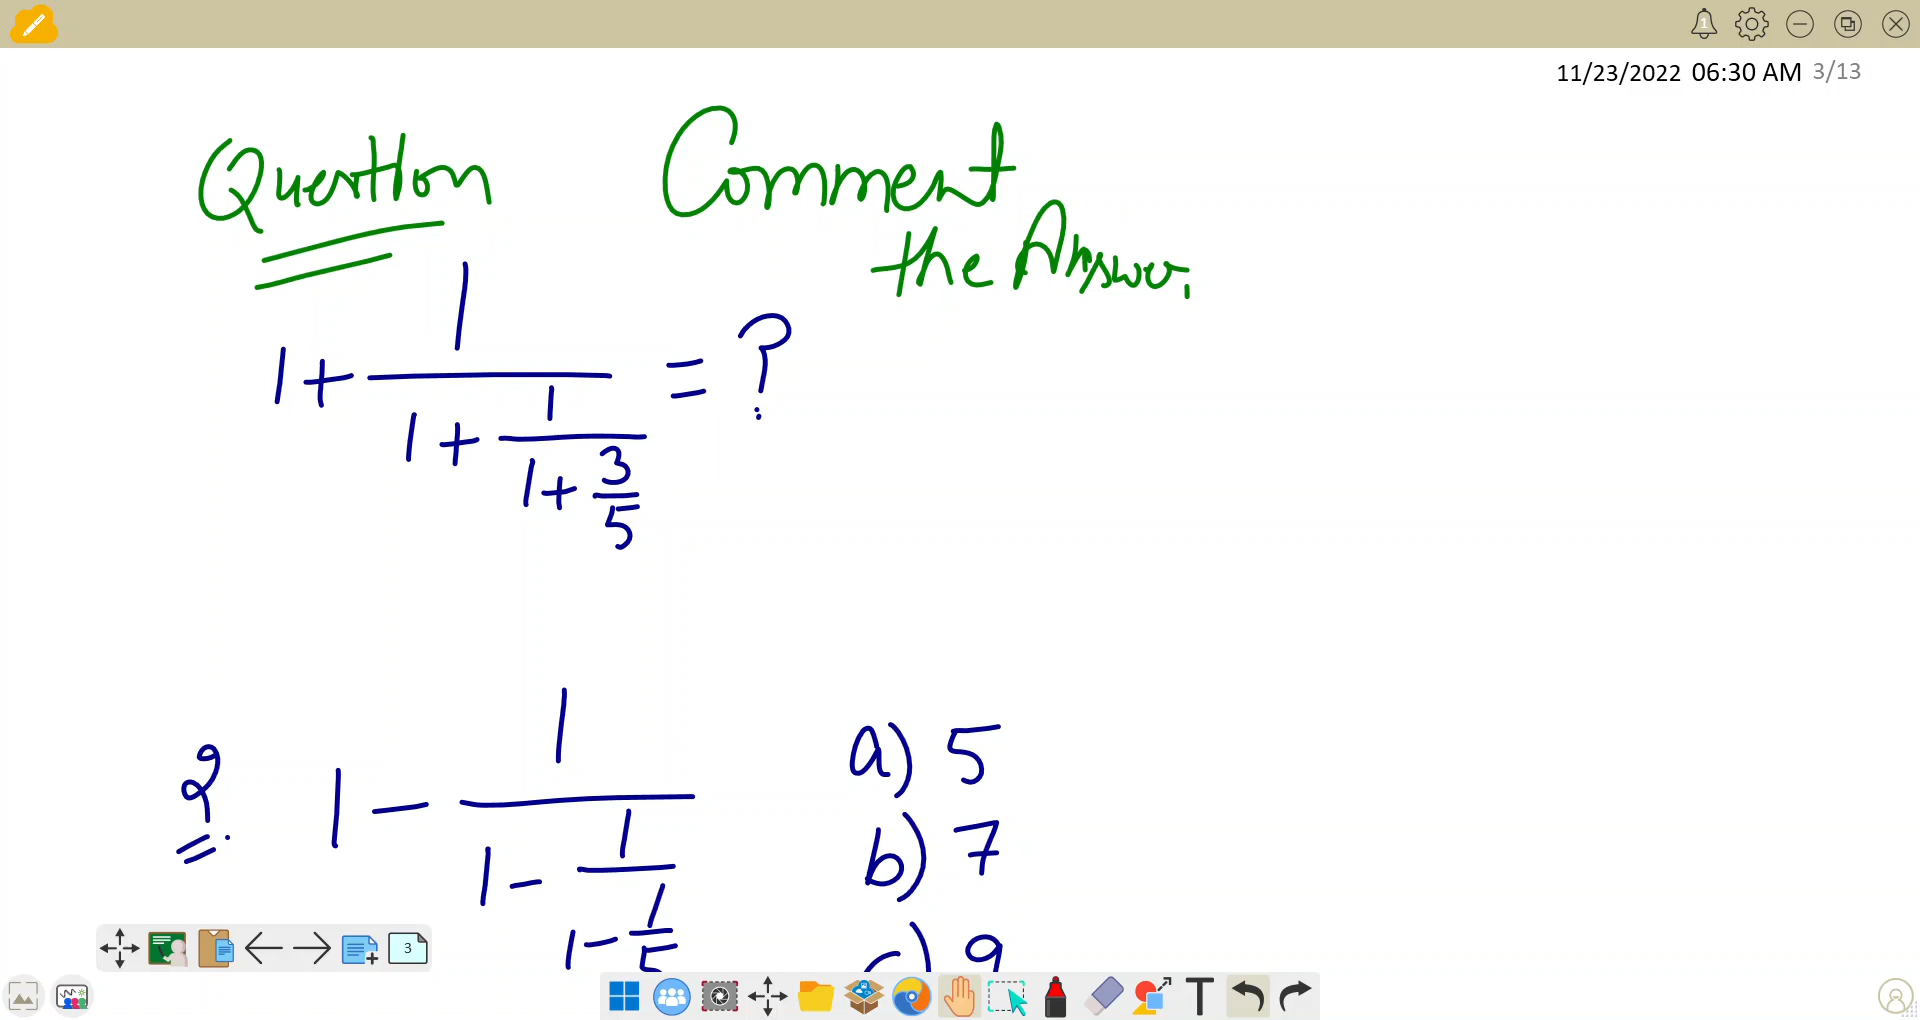 11/23/2022 06:30 AM 3/13
Question Comment
the Answer.
1 + 1/(1 + 1/(1 + 3/5)) = ?
2. 1 - 1/(1 - 1/(1 - 1/5))
a) 5
b) 7
c) 9
3
1
T